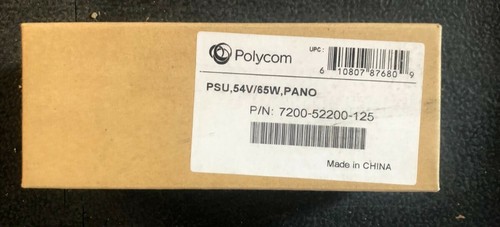 Polycom
UPC :
6 10807 87680 9
PSU,54V/65W,PANO
P/N: 7200-52200-125
Made in CHINA